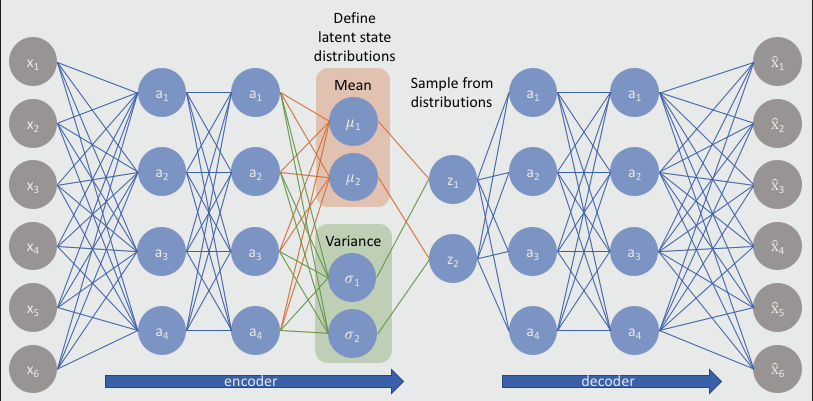 Define
latent state
distributions
Mean
Sample from
distributions
Variance
x1
x2
x3
x4
x5
x6
a1
a2
a3
a4
a1
a2
a3
a4
μ1
μ2
σ1
σ2
z1
z2
a1
a2
a3
a4
a1
a2
a3
a4
x̂1
x̂2
x̂3
x̂4
x̂5
x̂6
encoder
decoder